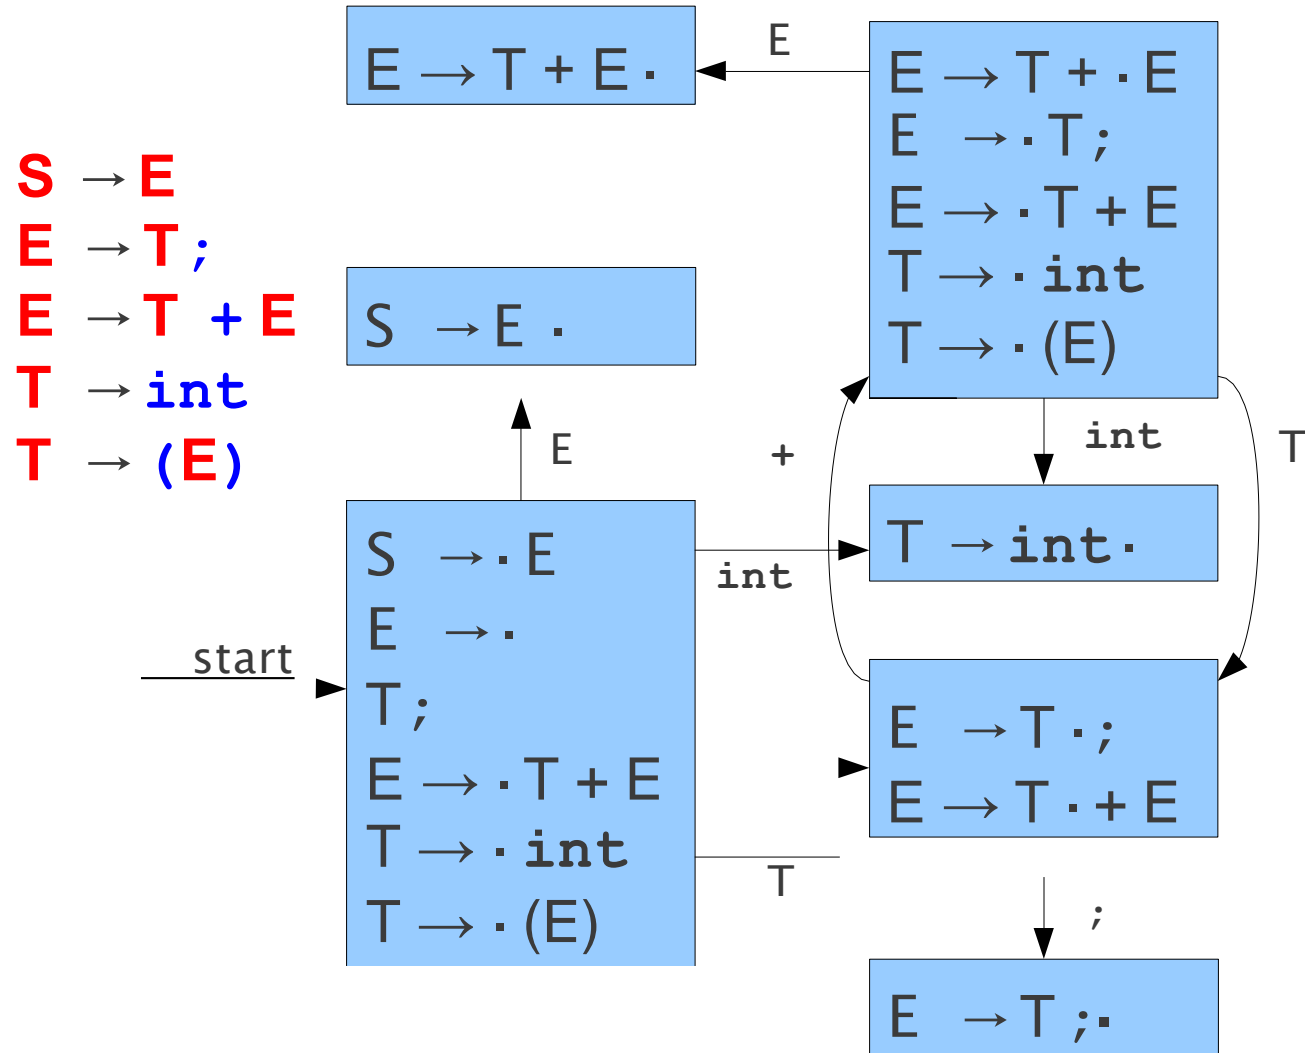 S → E
E → T ;
E → T + E
T → int
T → (E)
E → T + E ·
E
E → T + · E
E → · T ;
E → · T + E
T → · int
T → · (E)
S → E ·
E
+
int
T
start
S → · E
E → ·
T ;
E → · T + E
T → · int
T → · (E)
int
T → int ·
T
E → T · ;
E → T · + E
;
E → T ; ·